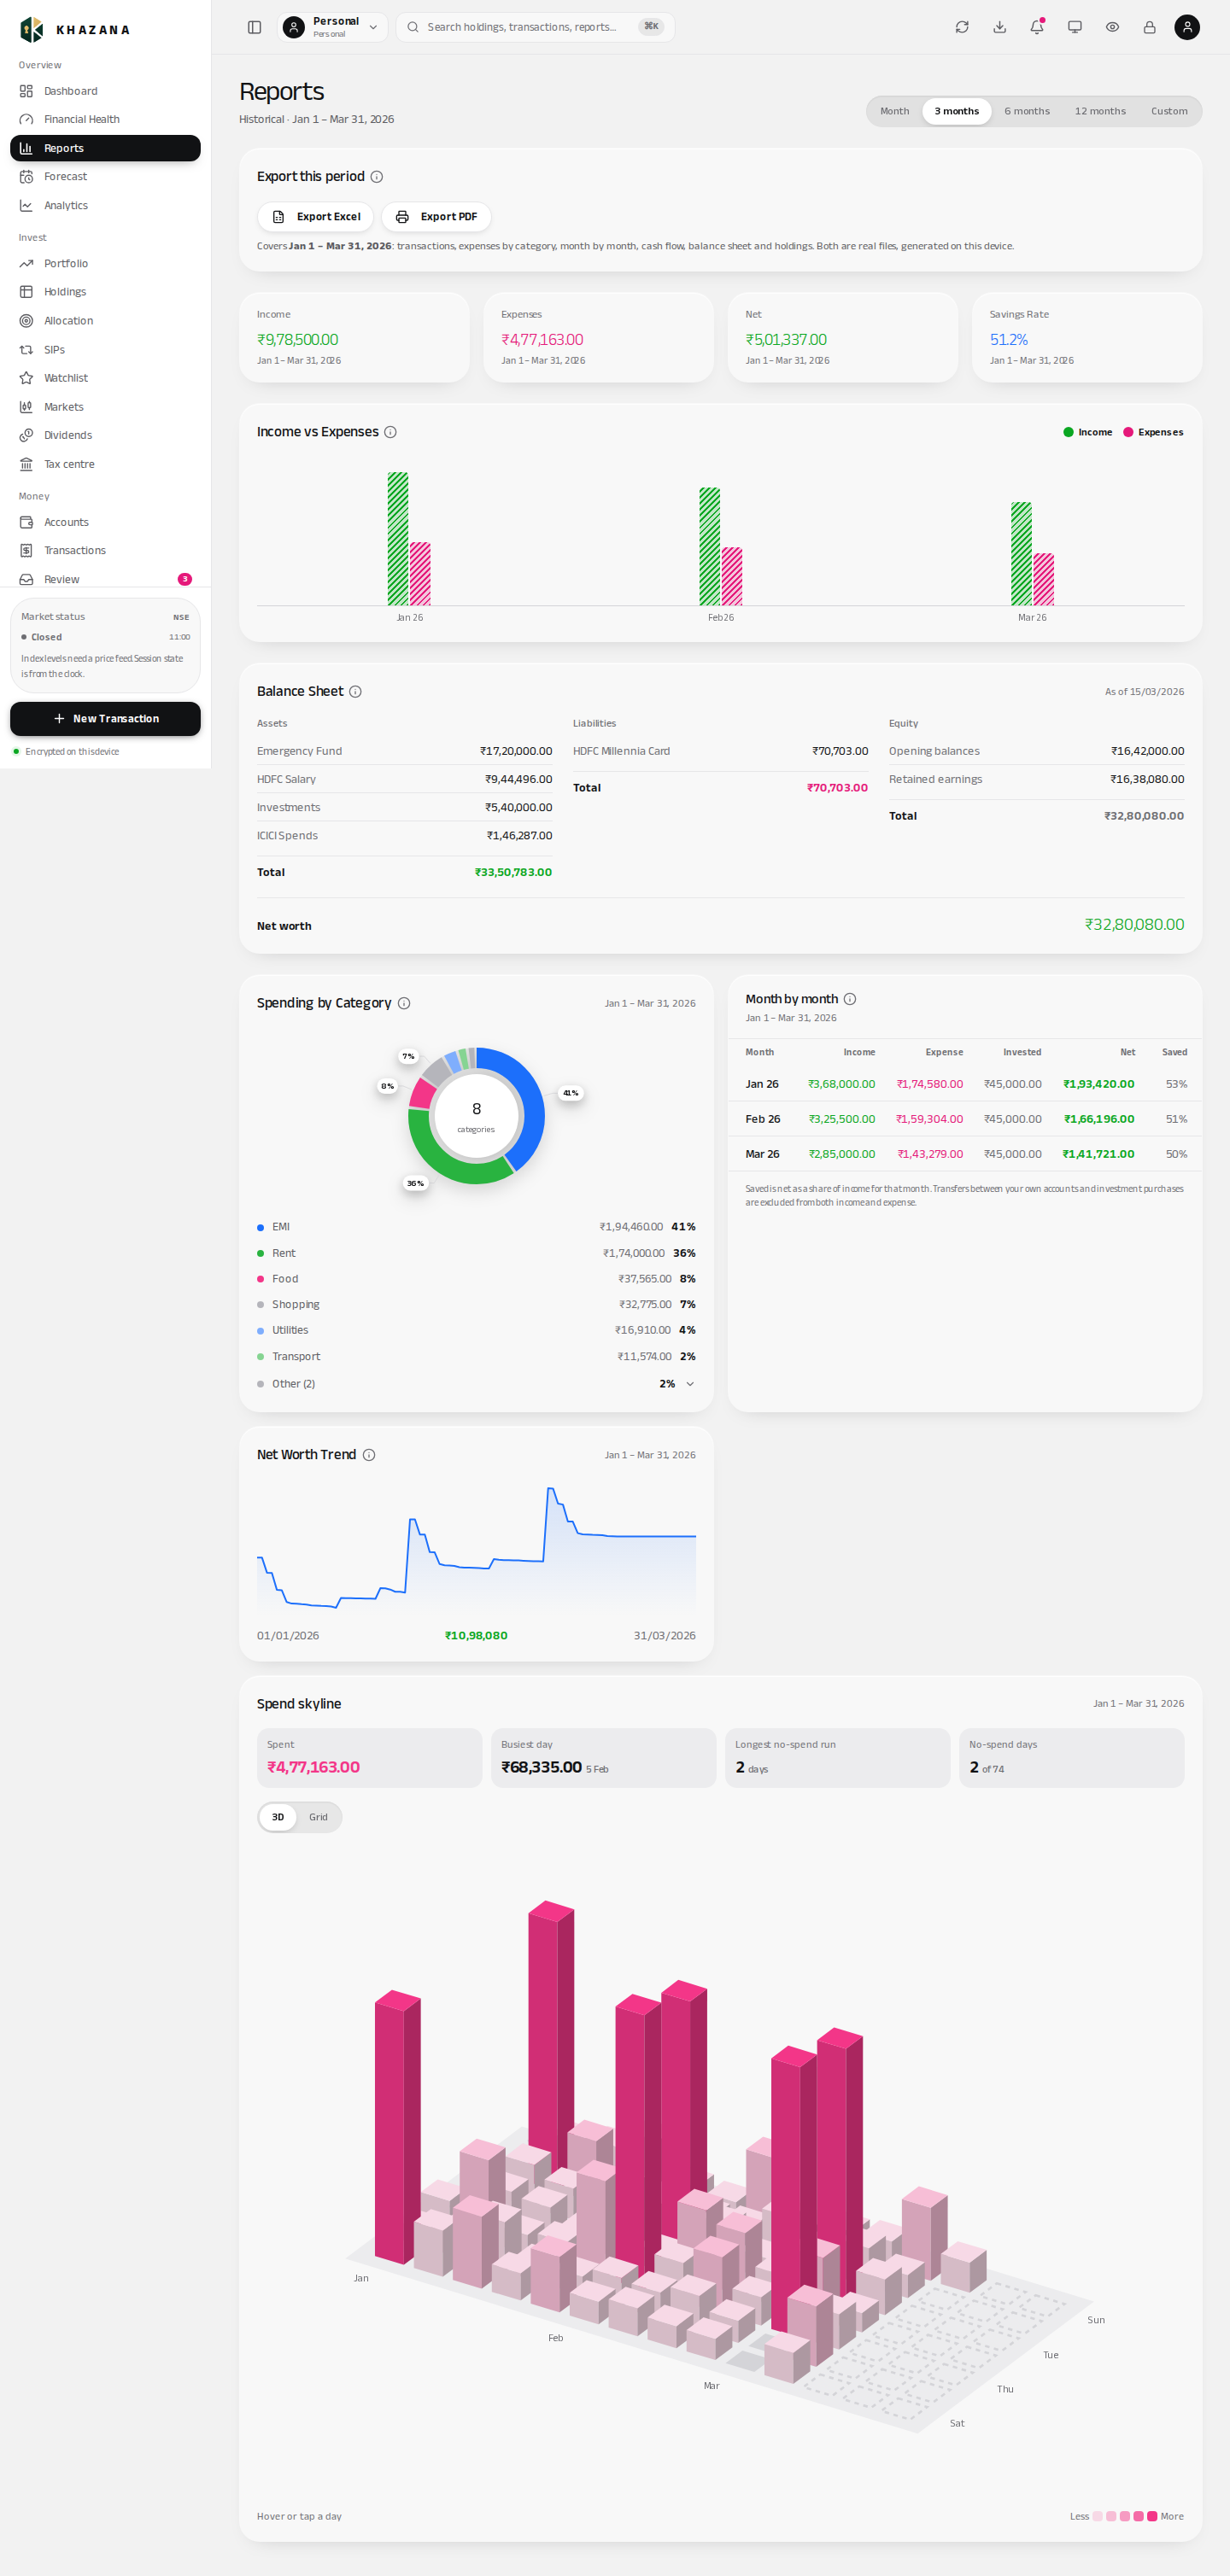 KHAZANA
Overview
Dashboard
Financial Health
Reports
Forecast
Analytics
Invest
Portfolio
Holdings
Allocation
SIPs
Watchlist
Markets
Dividends
Tax centre
Money
Accounts
Transactions
Review 3
Market status NSE
Closed 11:00
Index levels need a price feed. Session state
is from the clock.
New Transaction
Encrypted on this device
Personal
Personal
Search holdings, transactions, reports... ⌘K
Reports
Historical · Jan 1 – Mar 31, 2026
Month 3 months 6 months 12 months Custom
Export this period
Export Excel Export PDF
Covers Jan 1 – Mar 31, 2026: transactions, expenses by category, month by month, cash flow, balance sheet and holdings. Both are real files, generated on this device.
Income
₹9,78,500.00
Jan 1 – Mar 31, 2026
Expenses
₹4,77,163.00
Jan 1 – Mar 31, 2026
Net
₹5,01,337.00
Jan 1 – Mar 31, 2026
Savings Rate
51.2%
Jan 1 – Mar 31, 2026
Income vs Expenses
Income Expenses
Jan 26 Feb 26 Mar 26
Balance Sheet As of 15/03/2026
Assets
Emergency Fund ₹17,20,000.00
HDFC Salary ₹9,44,496.00
Investments ₹5,40,000.00
ICICI Spends ₹1,46,287.00
Total ₹33,50,783.00
Liabilities
HDFC Millennia Card ₹70,703.00
Total ₹70,703.00
Equity
Opening balances ₹16,42,000.00
Retained earnings ₹16,38,080.00
Total ₹32,80,080.00
Net worth ₹32,80,080.00
Spending by Category Jan 1 – Mar 31, 2026
7%
8%
41%
36%
8
categories
EMI ₹1,94,460.00 41%
Rent ₹1,74,000.00 36%
Food ₹37,565.00 8%
Shopping ₹32,775.00 7%
Utilities ₹16,910.00 4%
Transport ₹11,574.00 2%
Other (2) 2%
Month by month
Jan 1 – Mar 31, 2026
Month Income Expense Invested Net Saved
Jan 26 ₹3,68,000.00 ₹1,74,580.00 ₹45,000.00 ₹1,93,420.00 53%
Feb 26 ₹3,25,500.00 ₹1,59,304.00 ₹45,000.00 ₹1,66,196.00 51%
Mar 26 ₹2,85,000.00 ₹1,43,279.00 ₹45,000.00 ₹1,41,721.00 50%
Saved is net as a share of income for that month. Transfers between your own accounts and investment purchases
are excluded from both income and expense.
Net Worth Trend Jan 1 – Mar 31, 2026
01/01/2026 ₹10,98,080 31/03/2026
Spend skyline Jan 1 – Mar 31, 2026
Spent
₹4,77,163.00
Busiest day
₹68,335.00 5 Feb
Longest no-spend run
2 days
No-spend days
2 of 74
3D Grid
Jan
Feb
Mar
Sun
Tue
Thu
Sat
Hover or tap a day
Less More